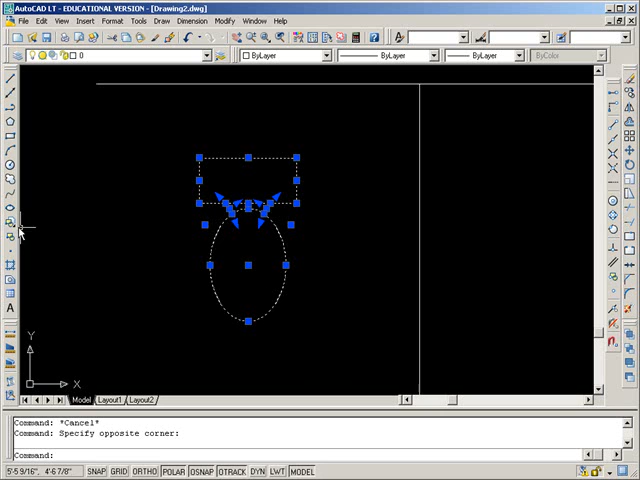 AutoCAD LT - EDUCATIONAL VERSION - [Drawing2.dwg]
File Edit View Insert Format Tools Draw Dimension Modify Window Help
0 ByLayer ByLayer ByLayer ByColor
A
Y
X
Model Layout1 Layout2
Command: *Cancel*
Command: Specify opposite corner:
Command:
5'-5 9/16", 4'-6 7/8" SNAP GRID ORTHO POLAR OSNAP OTRACK DYN LWT MODEL